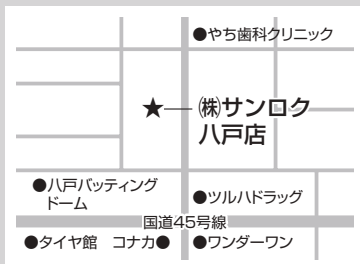 ●やち歯科クリニック
★
㈱サンロク
八戸店
●八戸バッティング
ドーム
●ツルハドラッグ
国道45号線
●タイヤ館 コナカ● ●ワンダーワン